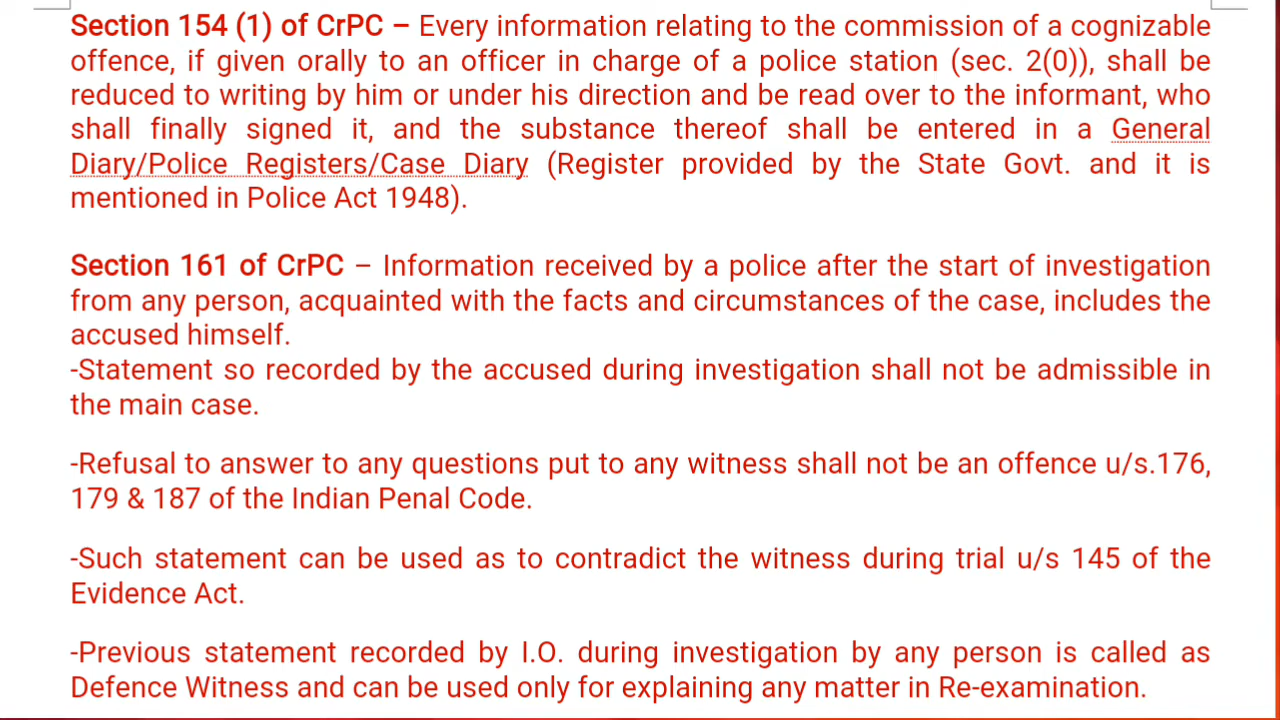 Section 154 (1) of CrPC – Every information relating to the commission of a cognizable
offence, if given orally to an officer in charge of a police station (sec. 2(0)), shall be
reduced to writing by him or under his direction and be read over to the informant, who
shall finally signed it, and the substance thereof shall be entered in a General
Diary/Police Registers/Case Diary (Register provided by the State Govt. and it is
mentioned in Police Act 1948).
Section 161 of CrPC – Information received by a police after the start of investigation
from any person, acquainted with the facts and circumstances of the case, includes the
accused himself.
-Statement so recorded by the accused during investigation shall not be admissible in
the main case.
-Refusal to answer to any questions put to any witness shall not be an offence u/s.176,
179 & 187 of the Indian Penal Code.
-Such statement can be used as to contradict the witness during trial u/s 145 of the
Evidence Act.
-Previous statement recorded by I.O. during investigation by any person is called as
Defence Witness and can be used only for explaining any matter in Re-examination.